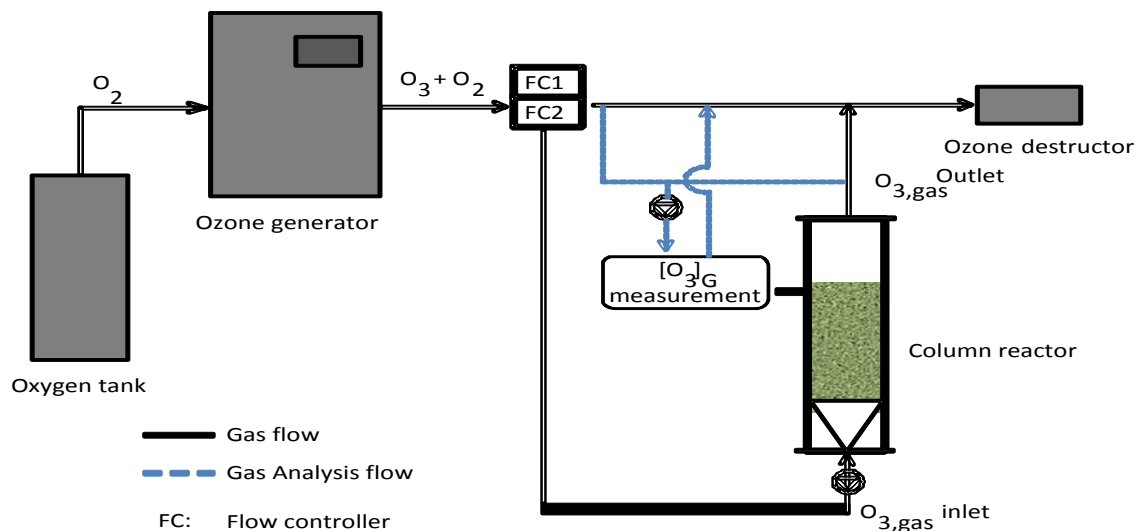 O2
O3 + O2
FC1
FC2
Ozone destructor
Outlet
O3,gas
Ozone generator
[O3]G
measurement
Column reactor
Oxygen tank
Gas flow
Gas Analysis flow
FC: Flow controller
O3,gas inlet